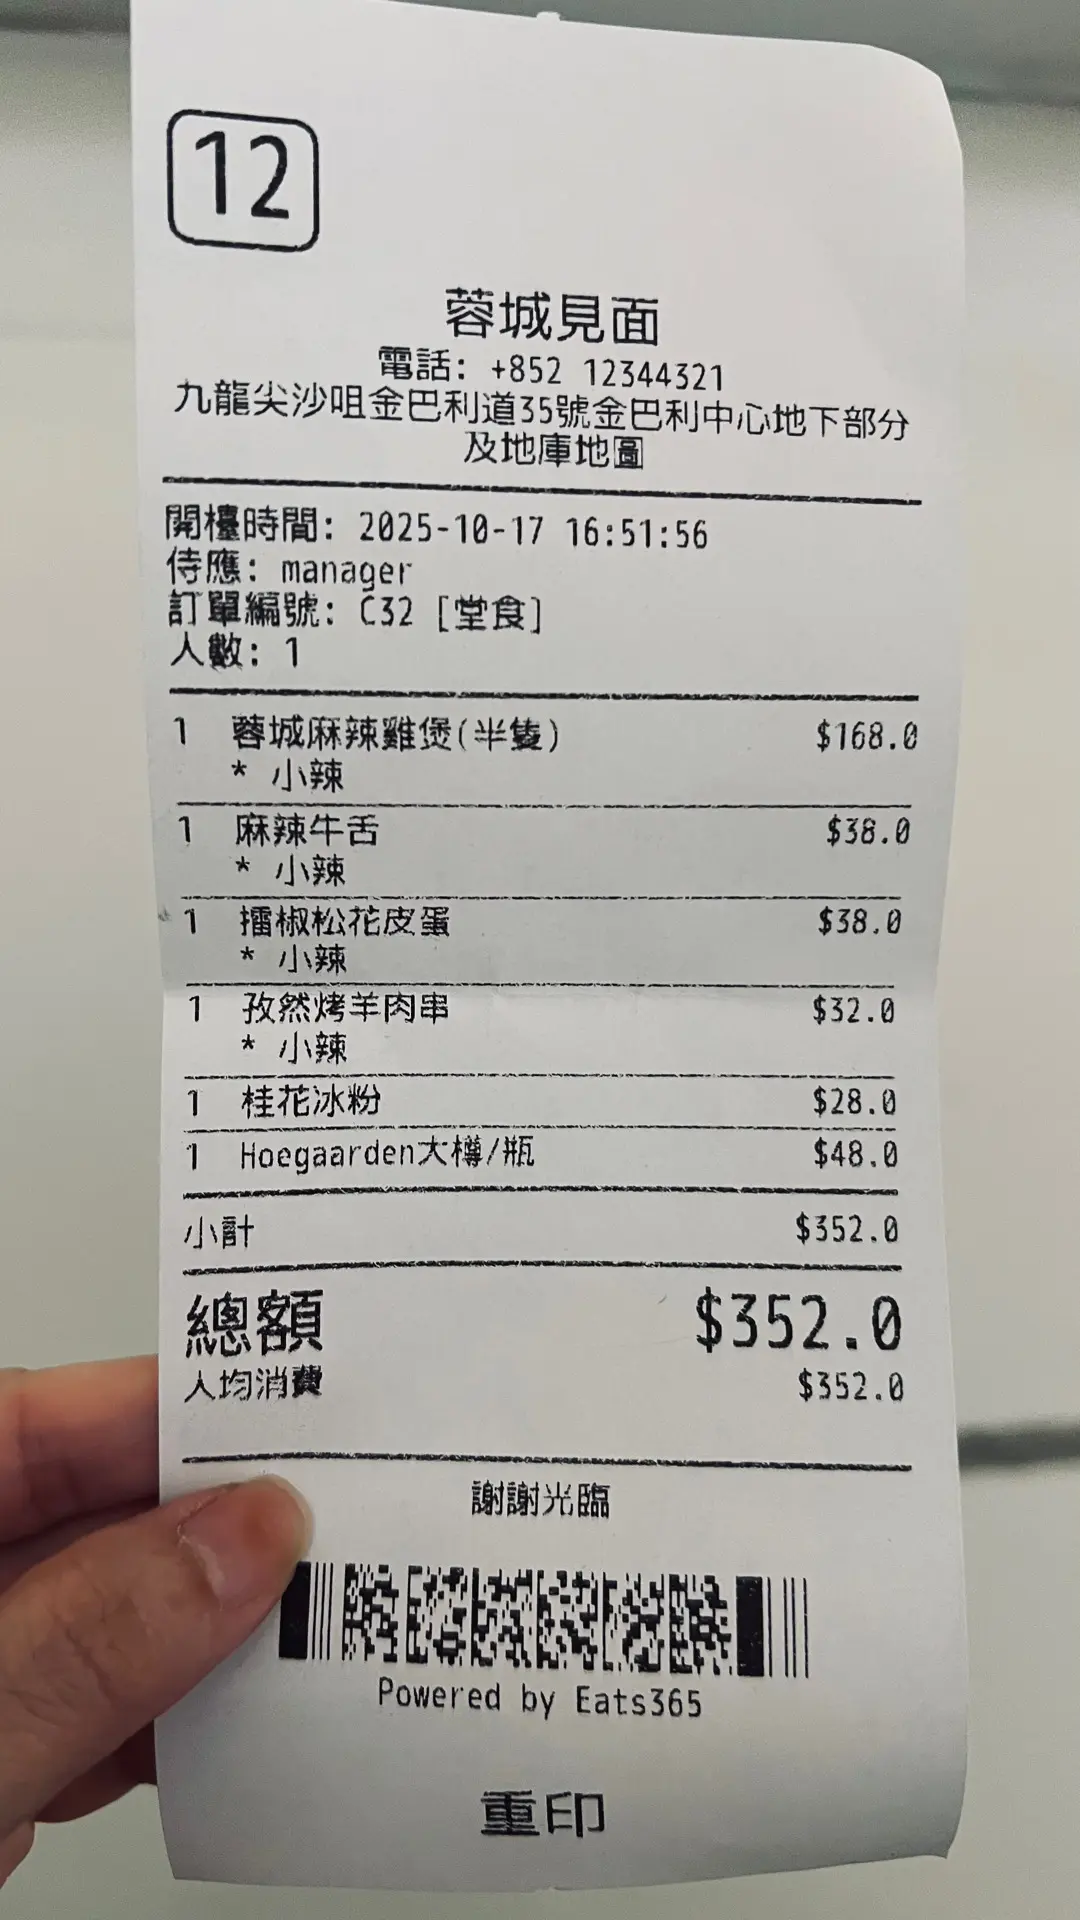 12
蓉城見面
電話: +852 12344321
九龍尖沙咀金巴利道35號金巴利中心地下部分
及地庫地圖
開檯時間: 2025-10-17 16:51:56
侍應: manager
訂單編號: C32 [堂食]
人數: 1
1 蓉城麻辣雞煲(半隻) $168.0
* 小辣
1 麻辣牛舌 $38.0
* 小辣
1 擂椒松花皮蛋 $38.0
* 小辣
1 孜然烤羊肉串 $32.0
* 小辣
1 桂花冰粉 $28.0
1 Hoegaarden大樽/瓶 $48.0
小計 $352.0
總額 $352.0
人均消費 $352.0
謝謝光臨
Powered by Eats365
重印